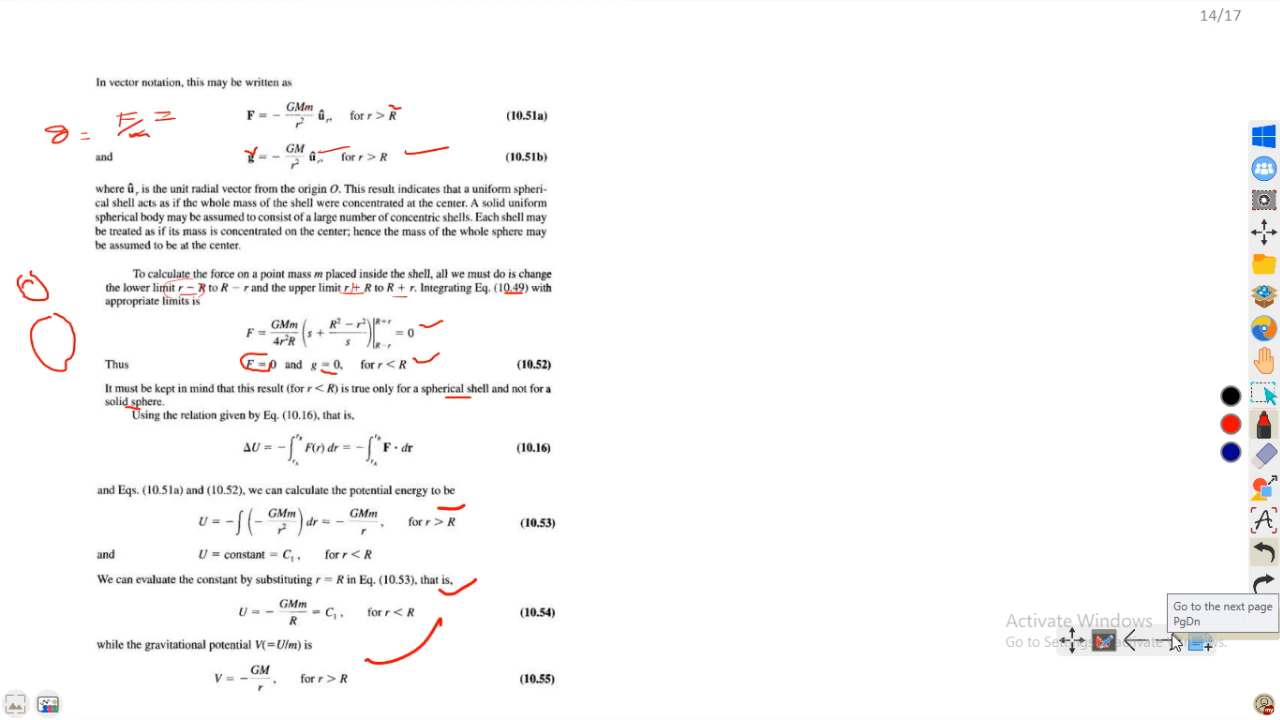 14/17
In vector notation, this may be written as
F = − GMm/r² û_r, for r > R (10.51a)
g = F/m =
and g = − GM/r² û_r, for r > R (10.51b)
where û_r is the unit radial vector from the origin O. This result indicates that a uniform spheri-
cal shell acts as if the whole mass of the shell were concentrated at the center. A solid uniform
spherical body may be assumed to consist of a large number of concentric shells. Each shell may
be treated as if its mass is concentrated on the center; hence the mass of the whole sphere may
be assumed to be at the center.
To calculate the force on a point mass m placed inside the shell, all we must do is change
the lower limit r − R to R − r and the upper limit r + R to R + r. Integrating Eq. (10.49) with
appropriate limits is
F = GMm/4r²R (s + R² − r²/s)|R+r R−r = 0
Thus F = 0 and g = 0, for r < R (10.52)
It must be kept in mind that this result (for r < R) is true only for a spherical shell and not for a
solid sphere.
Using the relation given by Eq. (10.16), that is,
ΔU = −∫ F(r) dr = −∫ F · dr (10.16)
and Eqs. (10.51a) and (10.52), we can calculate the potential energy to be
U = −∫(− GMm/r²) dr = − GMm/r, for r > R (10.53)
and U = constant = C₁, for r < R
We can evaluate the constant by substituting r = R in Eq. (10.53), that is,
U = − GMm/R = C₁, for r < R (10.54)
while the gravitational potential V(= U/m) is
V = − GM/r, for r > R (10.55)
Go to the next page
PgDn
Activate Windows